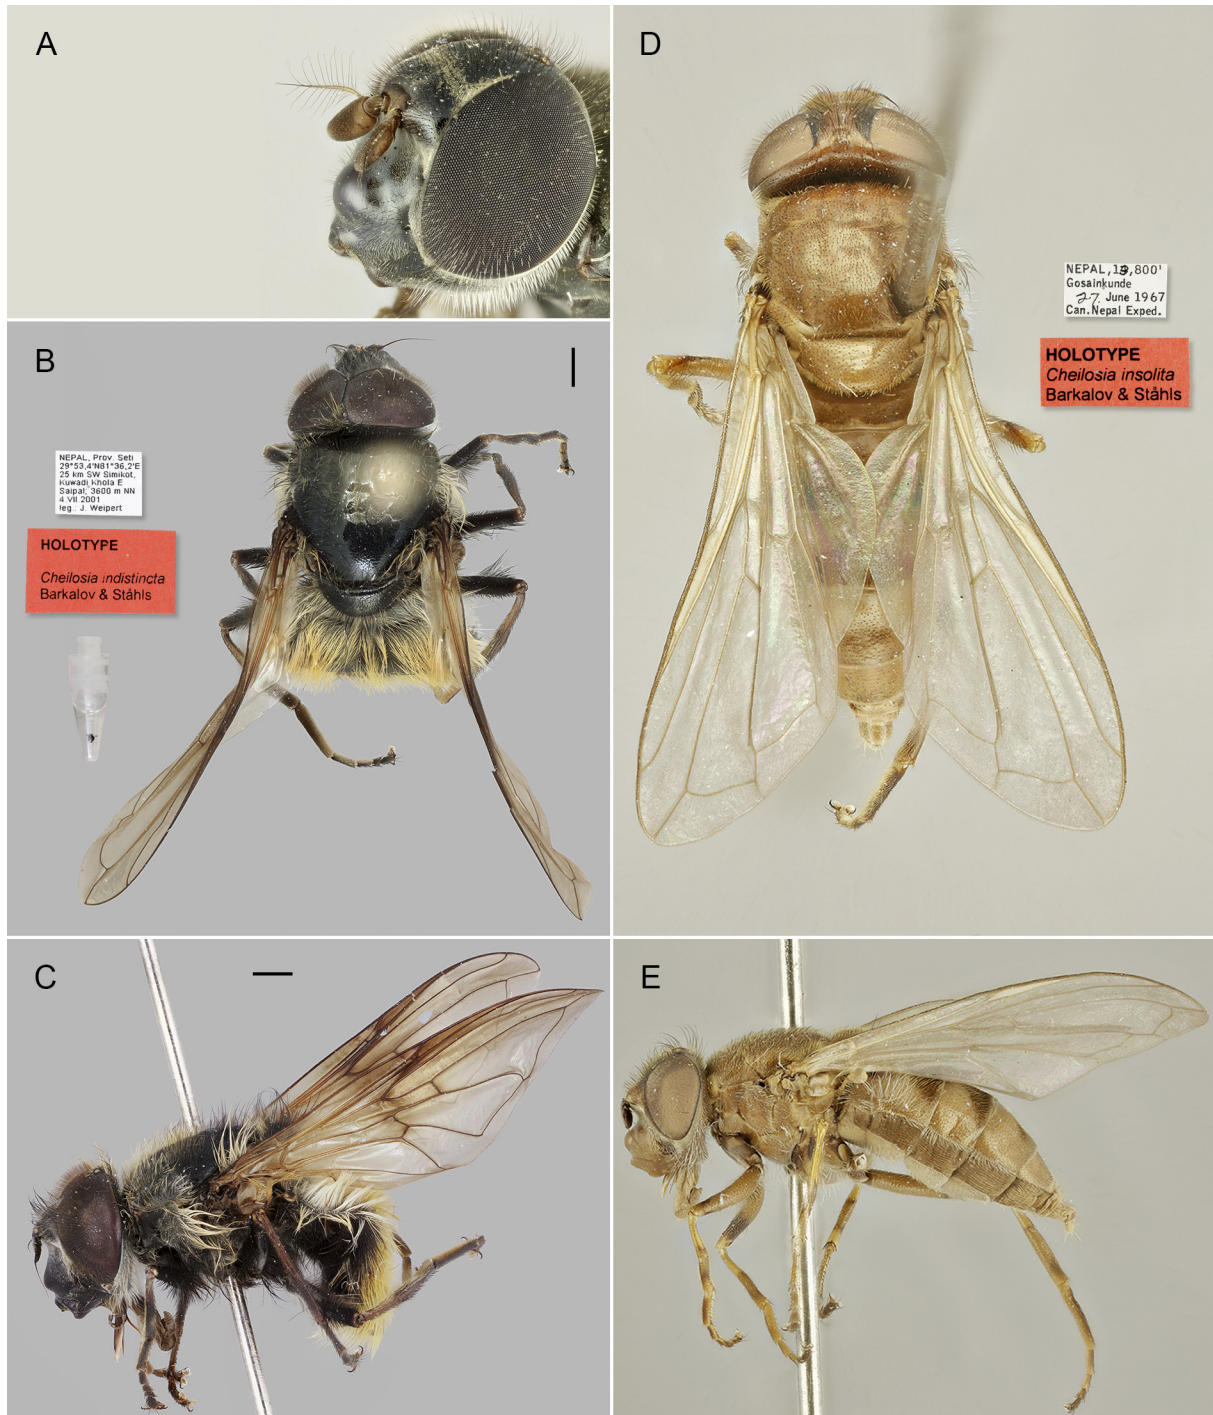 A
B
NEPAL, Prov. Seti
29°53,4'N81°36,2'E
25 km SW Simikot,
Kuwadi Khola E
Saipal, 3600 m NN
4.VII.2001
leg.: J. Weipert
HOLOTYPE
Cheilosia indistincta
Barkalov & Ståhls
C
D
NEPAL,13,800'
Gosainkunde
27 June 1967
Can.Nepal Exped.
HOLOTYPE
Cheilosia insolita
Barkalov & Ståhls
E